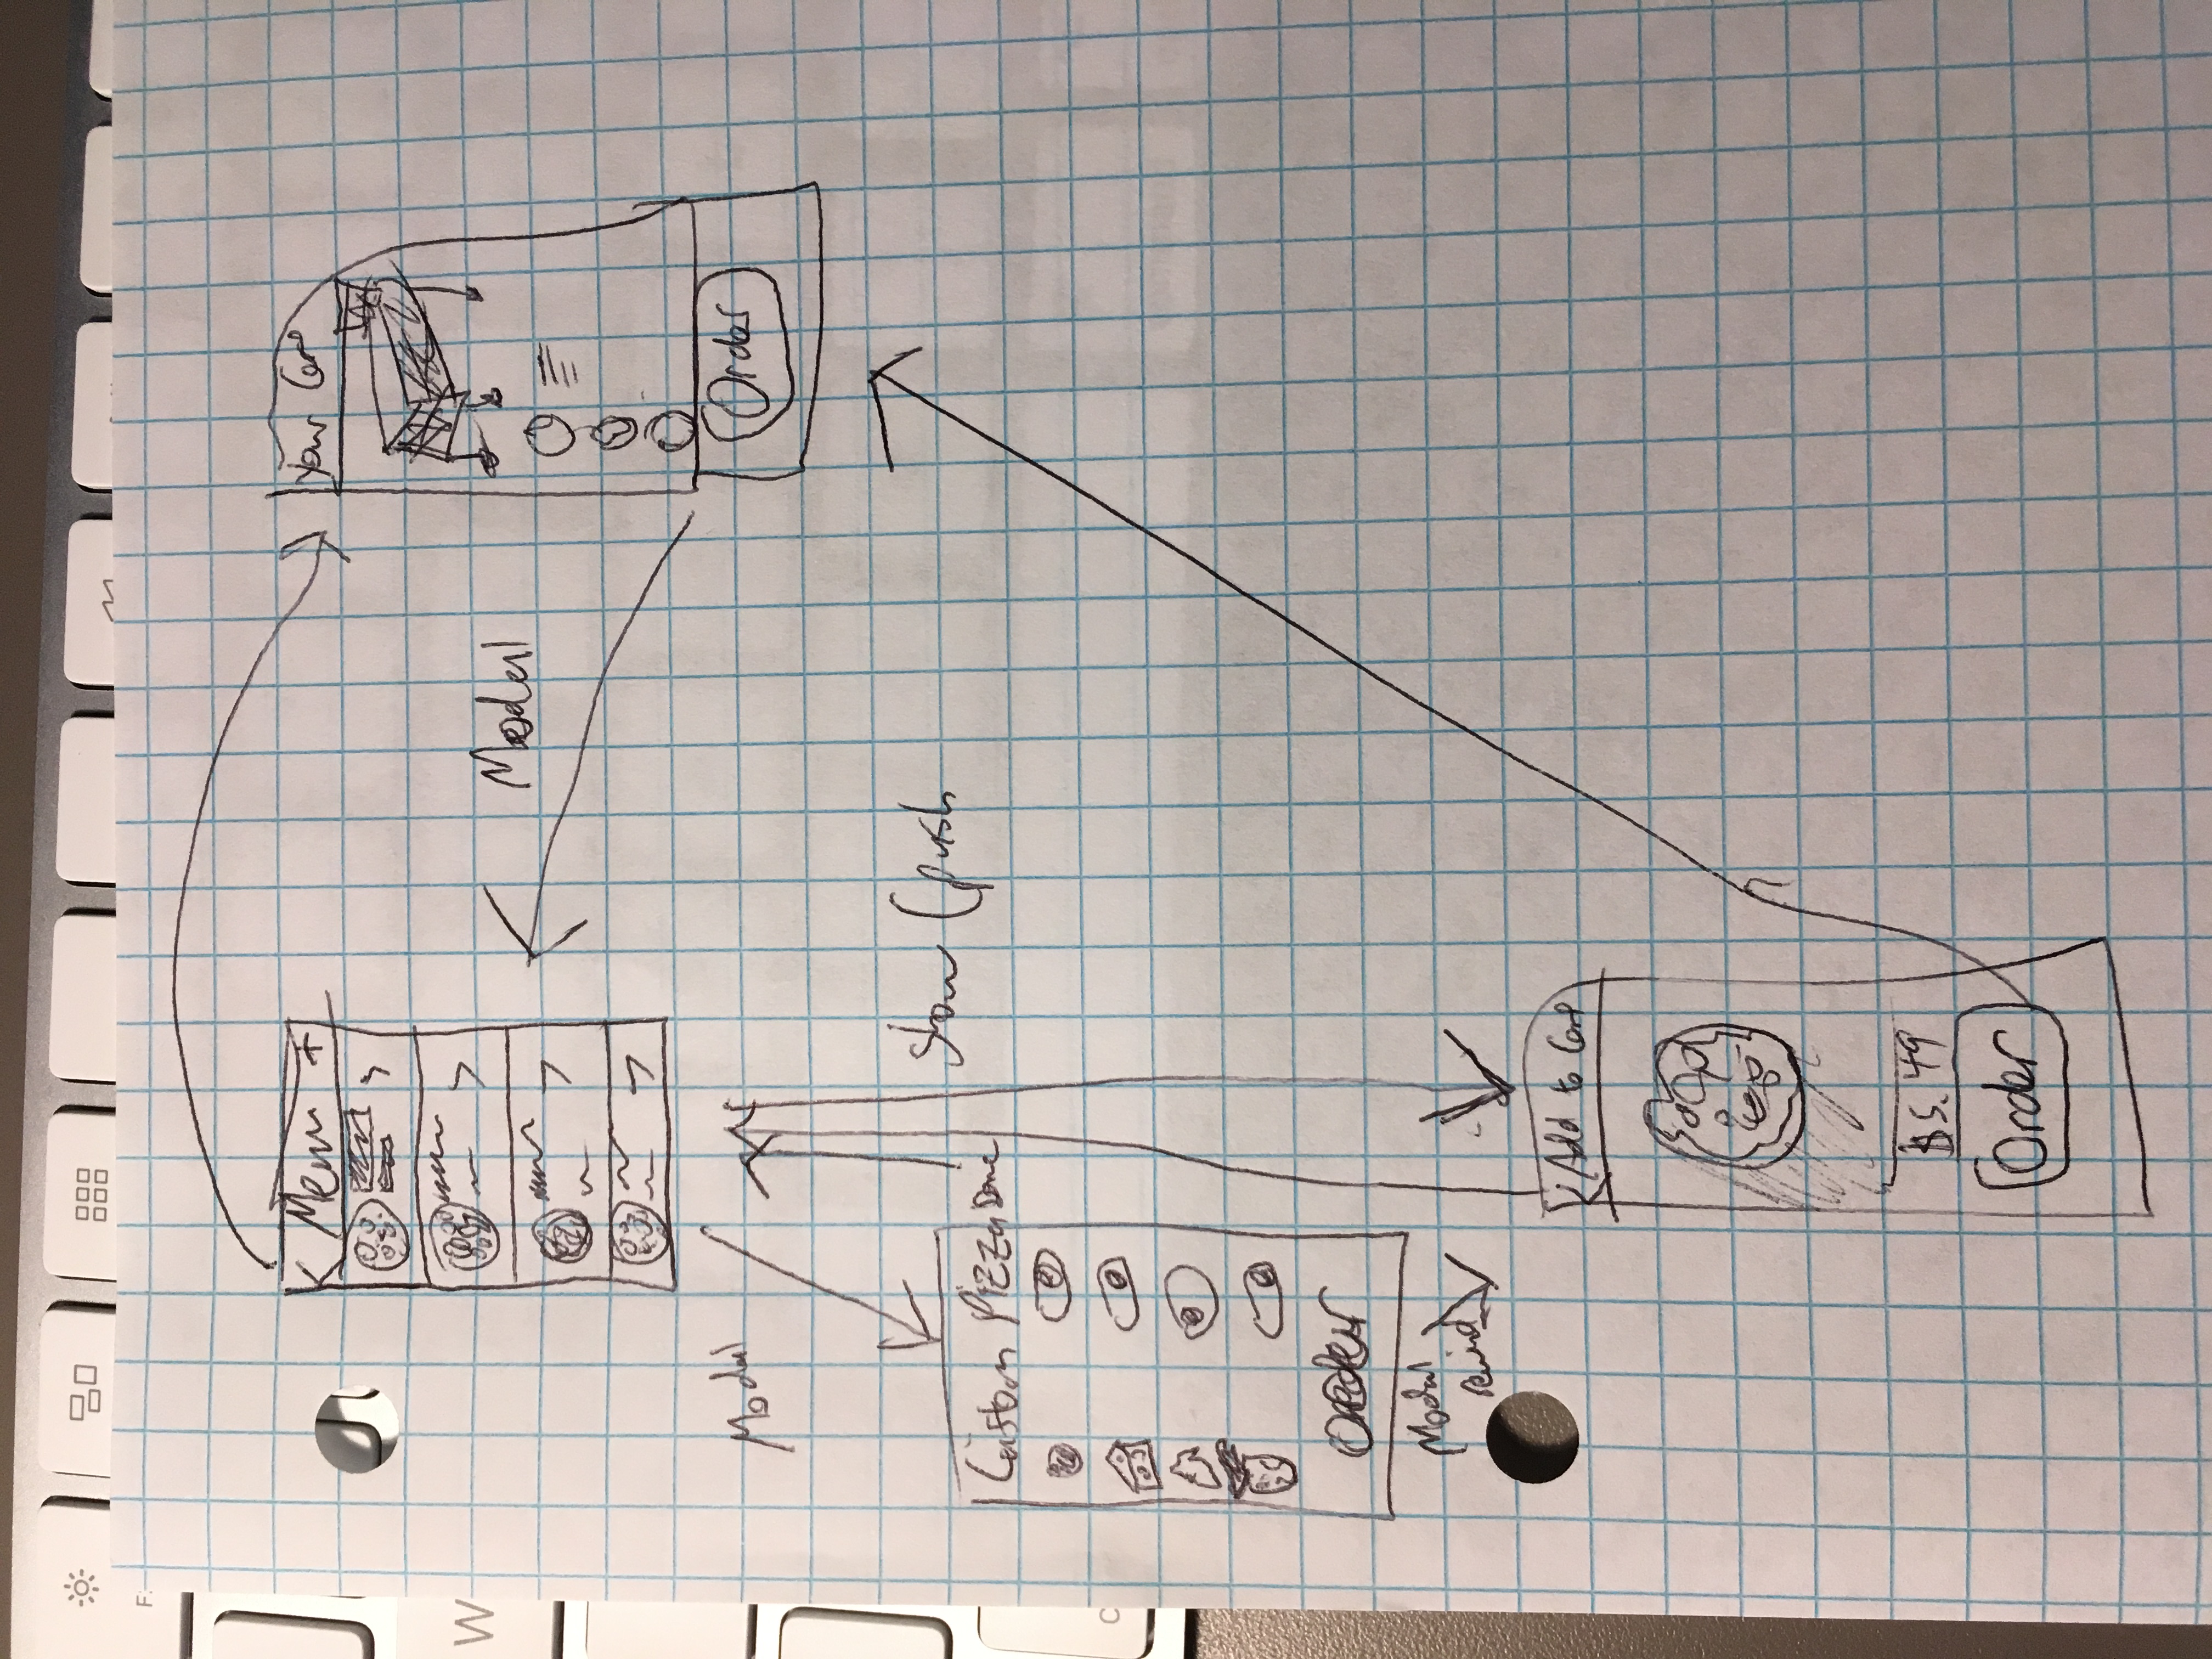 Menu +
Your Cart
Modal
Order
Modal
Show (push
Custom Pizza Done
Order
Modal
Add to Cart
$5.49
Order
W